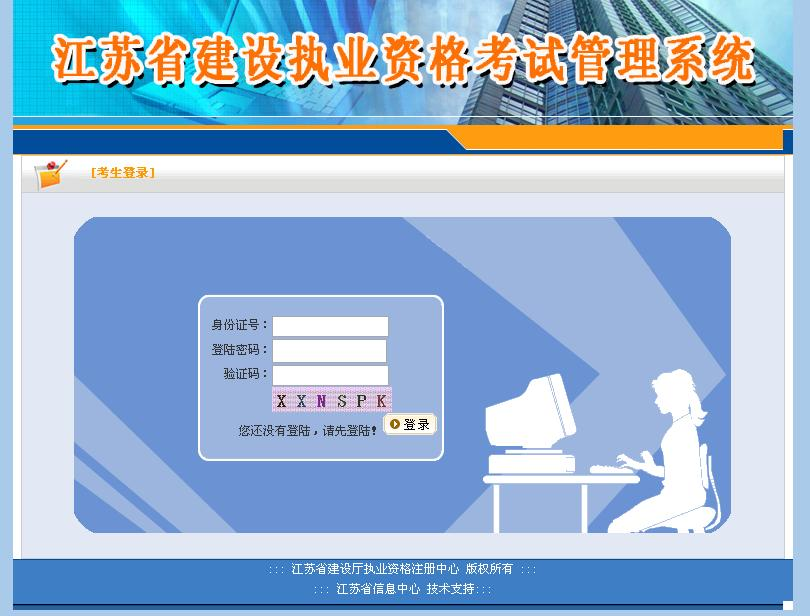 江苏省建设执业资格考试管理系统
[考生登录]
身份证号：
登陆密码：
验证码：
X X N S P K
您还没有登陆，请先登陆！ 登录
::: 江苏省建设厅执业资格注册中心 版权所有 :::
::: 江苏省信息中心 技术支持:::